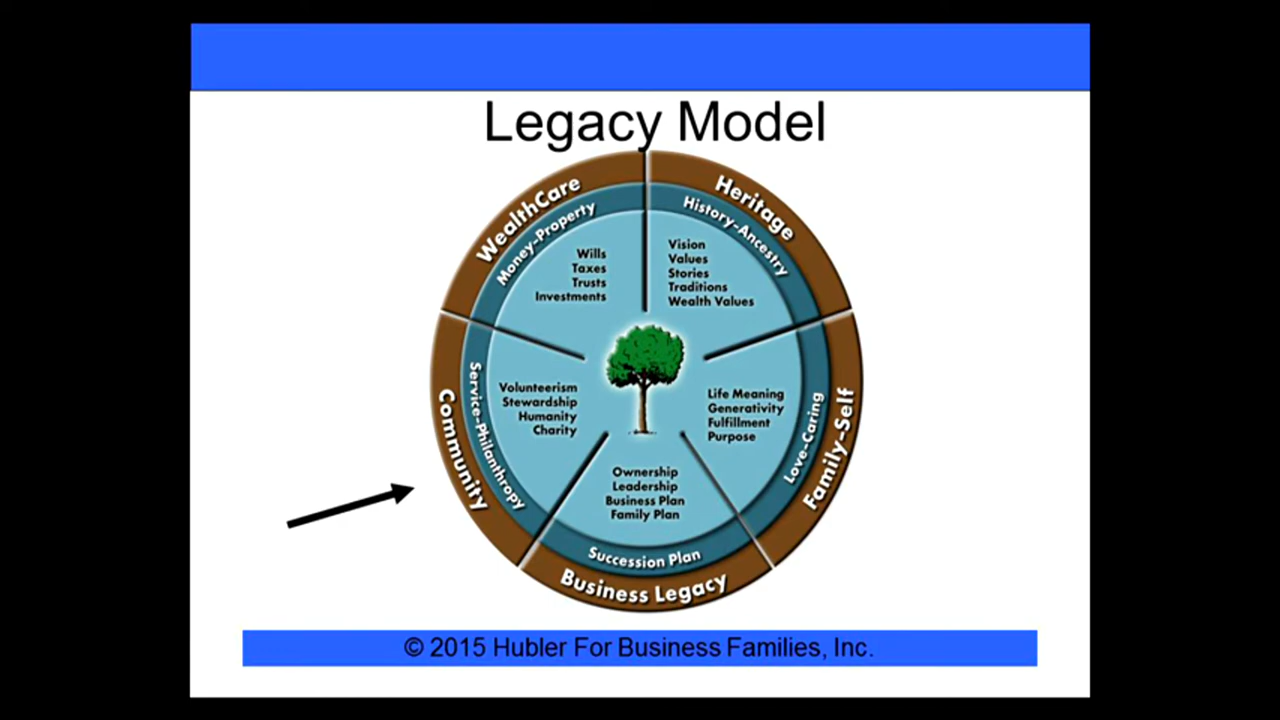 Legacy Model
WealthCare
Money-Property
Wills
Taxes
Trusts
Investments
Heritage
History-Ancestry
Vision
Values
Stories
Traditions
Wealth Values
Family-Self
Love-Caring
Life Meaning
Generativity
Fulfillment
Purpose
Business Legacy
Succession Plan
Ownership
Leadership
Business Plan
Family Plan
Community
Service-Philanthropy
Volunteerism
Stewardship
Humanity
Charity
© 2015 Hubler For Business Families, Inc.